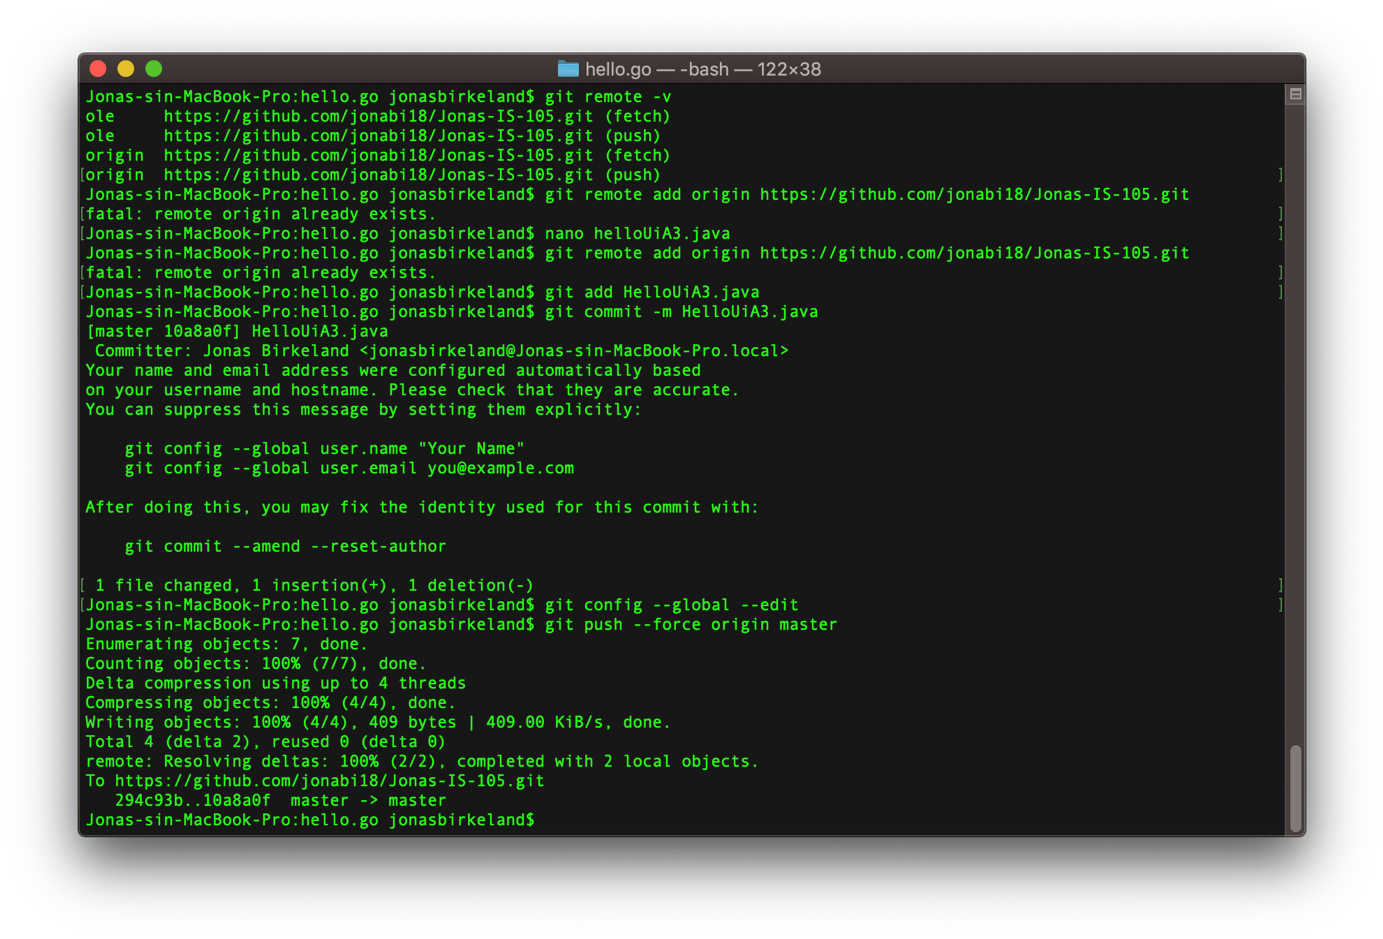 hello.go — -bash — 122×38
Jonas-sin-MacBook-Pro:hello.go jonasbirkeland$ git remote -v
ole     https://github.com/jonabi18/Jonas-IS-105.git (fetch)
ole     https://github.com/jonabi18/Jonas-IS-105.git (push)
origin  https://github.com/jonabi18/Jonas-IS-105.git (fetch)
[origin  https://github.com/jonabi18/Jonas-IS-105.git (push) ]
Jonas-sin-MacBook-Pro:hello.go jonasbirkeland$ git remote add origin https://github.com/jonabi18/Jonas-IS-105.git
[fatal: remote origin already exists. ]
[Jonas-sin-MacBook-Pro:hello.go jonasbirkeland$ nano helloUiA3.java ]
Jonas-sin-MacBook-Pro:hello.go jonasbirkeland$ git remote add origin https://github.com/jonabi18/Jonas-IS-105.git
[fatal: remote origin already exists. ]
[Jonas-sin-MacBook-Pro:hello.go jonasbirkeland$ git add HelloUiA3.java ]
Jonas-sin-MacBook-Pro:hello.go jonasbirkeland$ git commit -m HelloUiA3.java
[master 10a8a0f] HelloUiA3.java
 Committer: Jonas Birkeland <jonasbirkeland@Jonas-sin-MacBook-Pro.local>
Your name and email address were configured automatically based
on your username and hostname. Please check that they are accurate.
You can suppress this message by setting them explicitly:
    git config --global user.name "Your Name"
    git config --global user.email you@example.com
After doing this, you may fix the identity used for this commit with:
    git commit --amend --reset-author
[ 1 file changed, 1 insertion(+), 1 deletion(-) ]
[Jonas-sin-MacBook-Pro:hello.go jonasbirkeland$ git config --global --edit ]
Jonas-sin-MacBook-Pro:hello.go jonasbirkeland$ git push --force origin master
Enumerating objects: 7, done.
Counting objects: 100% (7/7), done.
Delta compression using up to 4 threads
Compressing objects: 100% (4/4), done.
Writing objects: 100% (4/4), 409 bytes | 409.00 KiB/s, done.
Total 4 (delta 2), reused 0 (delta 0)
remote: Resolving deltas: 100% (2/2), completed with 2 local objects.
To https://github.com/jonabi18/Jonas-IS-105.git
   294c93b..10a8a0f  master -> master
Jonas-sin-MacBook-Pro:hello.go jonasbirkeland$